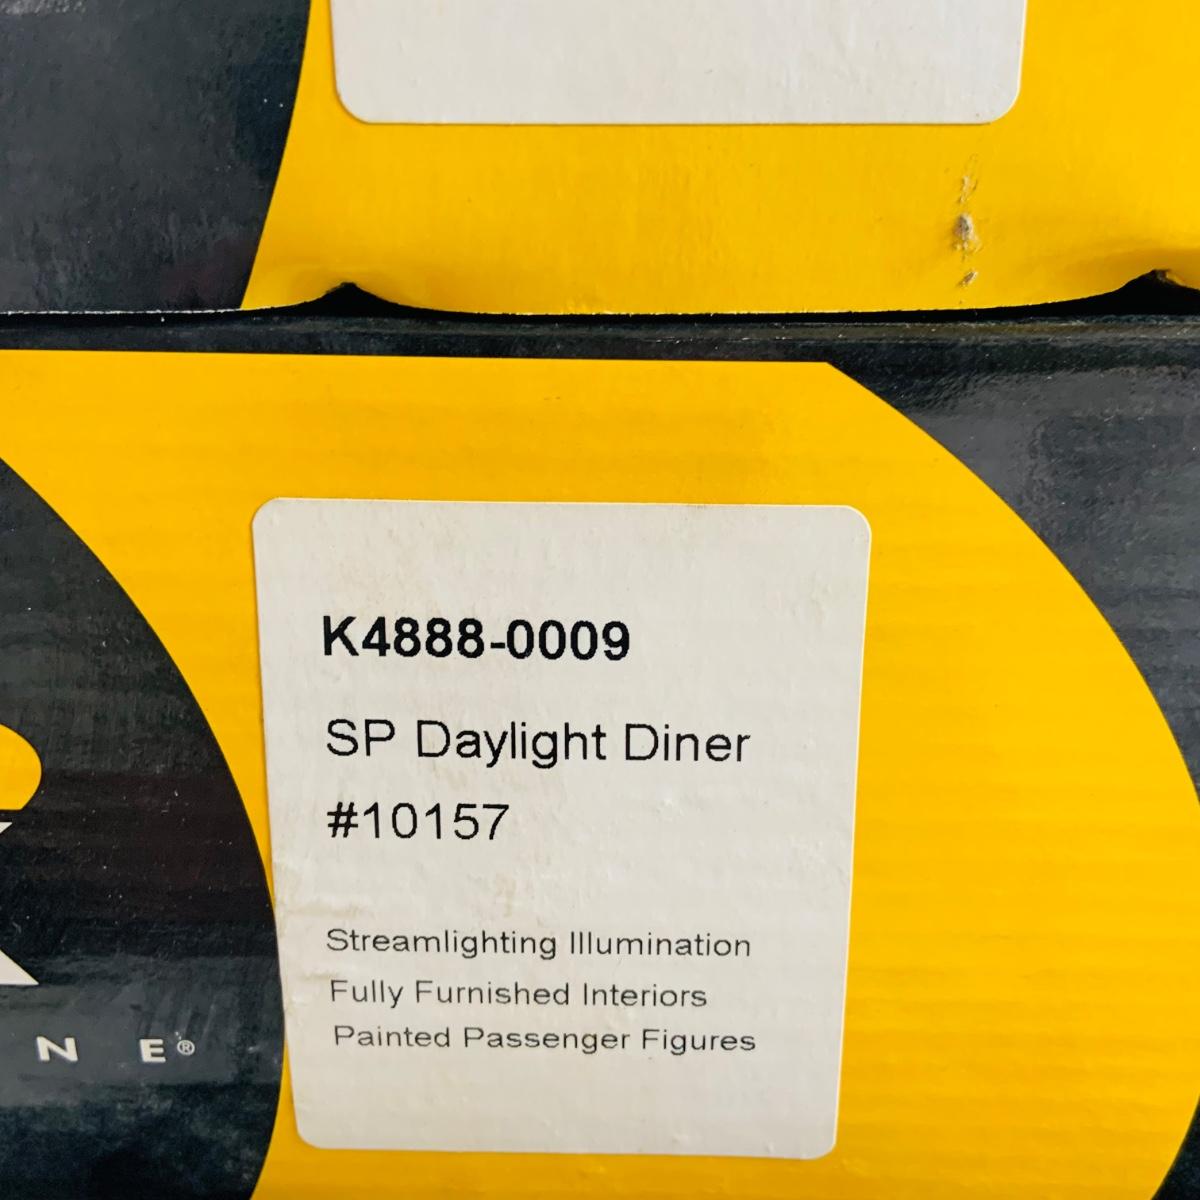 K4888-0009
SP Daylight Diner
#10157
Streamlighting Illumination
Fully Furnished Interiors
Painted Passenger Figures
N E®